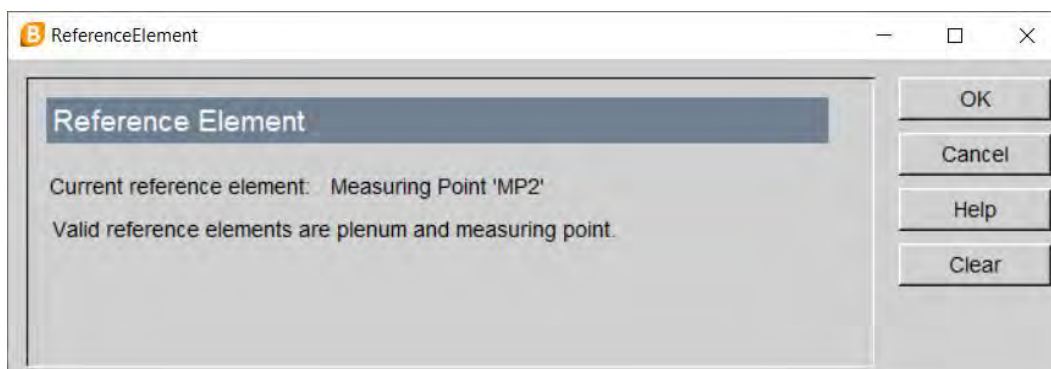 ReferenceElement
Reference Element
Current reference element: Measuring Point 'MP2'
Valid reference elements are plenum and measuring point.
OK
Cancel
Help
Clear